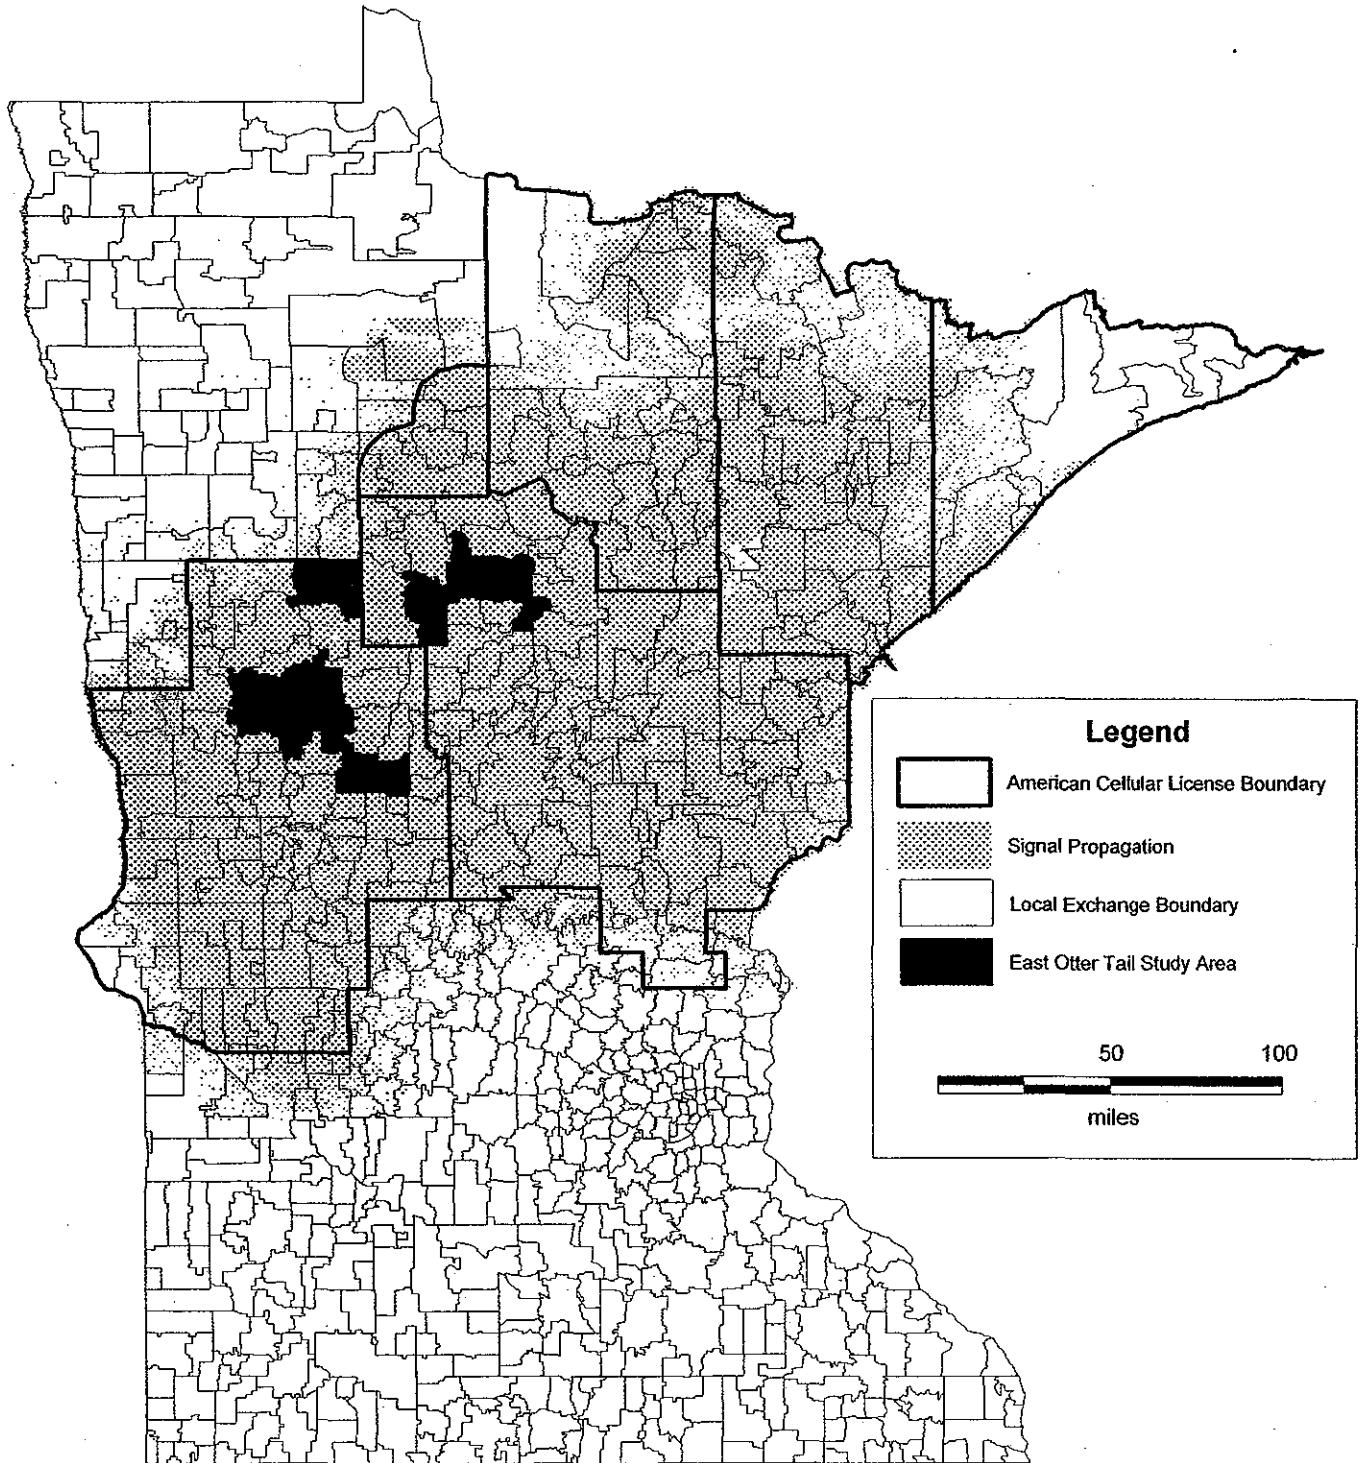 Legend
American Cellular License Boundary
Signal Propagation
Local Exchange Boundary
East Otter Tail Study Area
50 100
miles